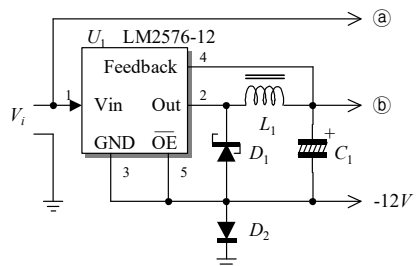 ⓐ
U1 LM2576-12
Feedback 4
1 Vin Out 2 ⓑ
Vi
L1
GND OE
3 5
D1 C1 +
-12V
D2